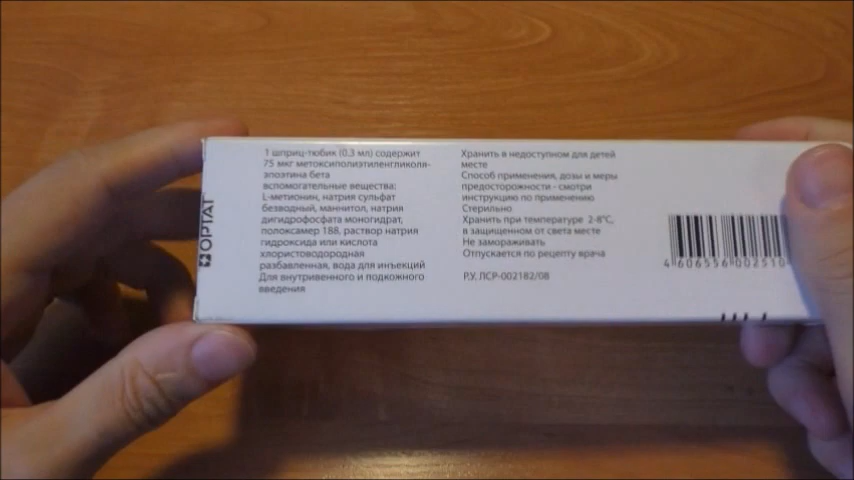 1 шприц-тюбик (0,3 мл) содержит
75 мкг метоксиполиэтиленгликоля-
эпоэтина бета
вспомогательные вещества:
L-метионин, натрия сульфат
безводный, маннитол, натрия
дигидрофосфата моногидрат,
полоксамер 188, раствор натрия
гидроксида или кислота
хлористоводородная
разбавленная, вода для инъекций
Для внутривенного и подкожного
введения
Хранить в недоступном для детей
месте
Способ применения, дозы и меры
предосторожности - смотри
инструкцию по применению
Стерильно
Хранить при температуре 2-8°C,
в защищенном от света месте
Не замораживать
Отпускается по рецепту врача
Р.У. ЛСР-002182/08
ОРТАТ
4 606556 002510